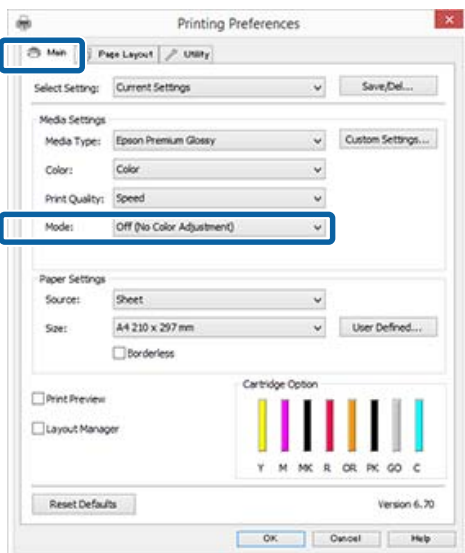 Printing Preferences
Main Page Layout Utility
Select Setting: Current Settings Save/Del...
Media Settings
Media Type: Epson Premium Glossy Custom Settings...
Color: Color
Print Quality: Speed
Mode: Off (No Color Adjustment)
Paper Settings
Source: Sheet
Size: A4 210 x 297 mm User Defined...
Borderless
Print Preview
Layout Manager
Cartridge Option
Y M MK R OR PK GO C
Reset Defaults Version 6.70
OK Cancel Help